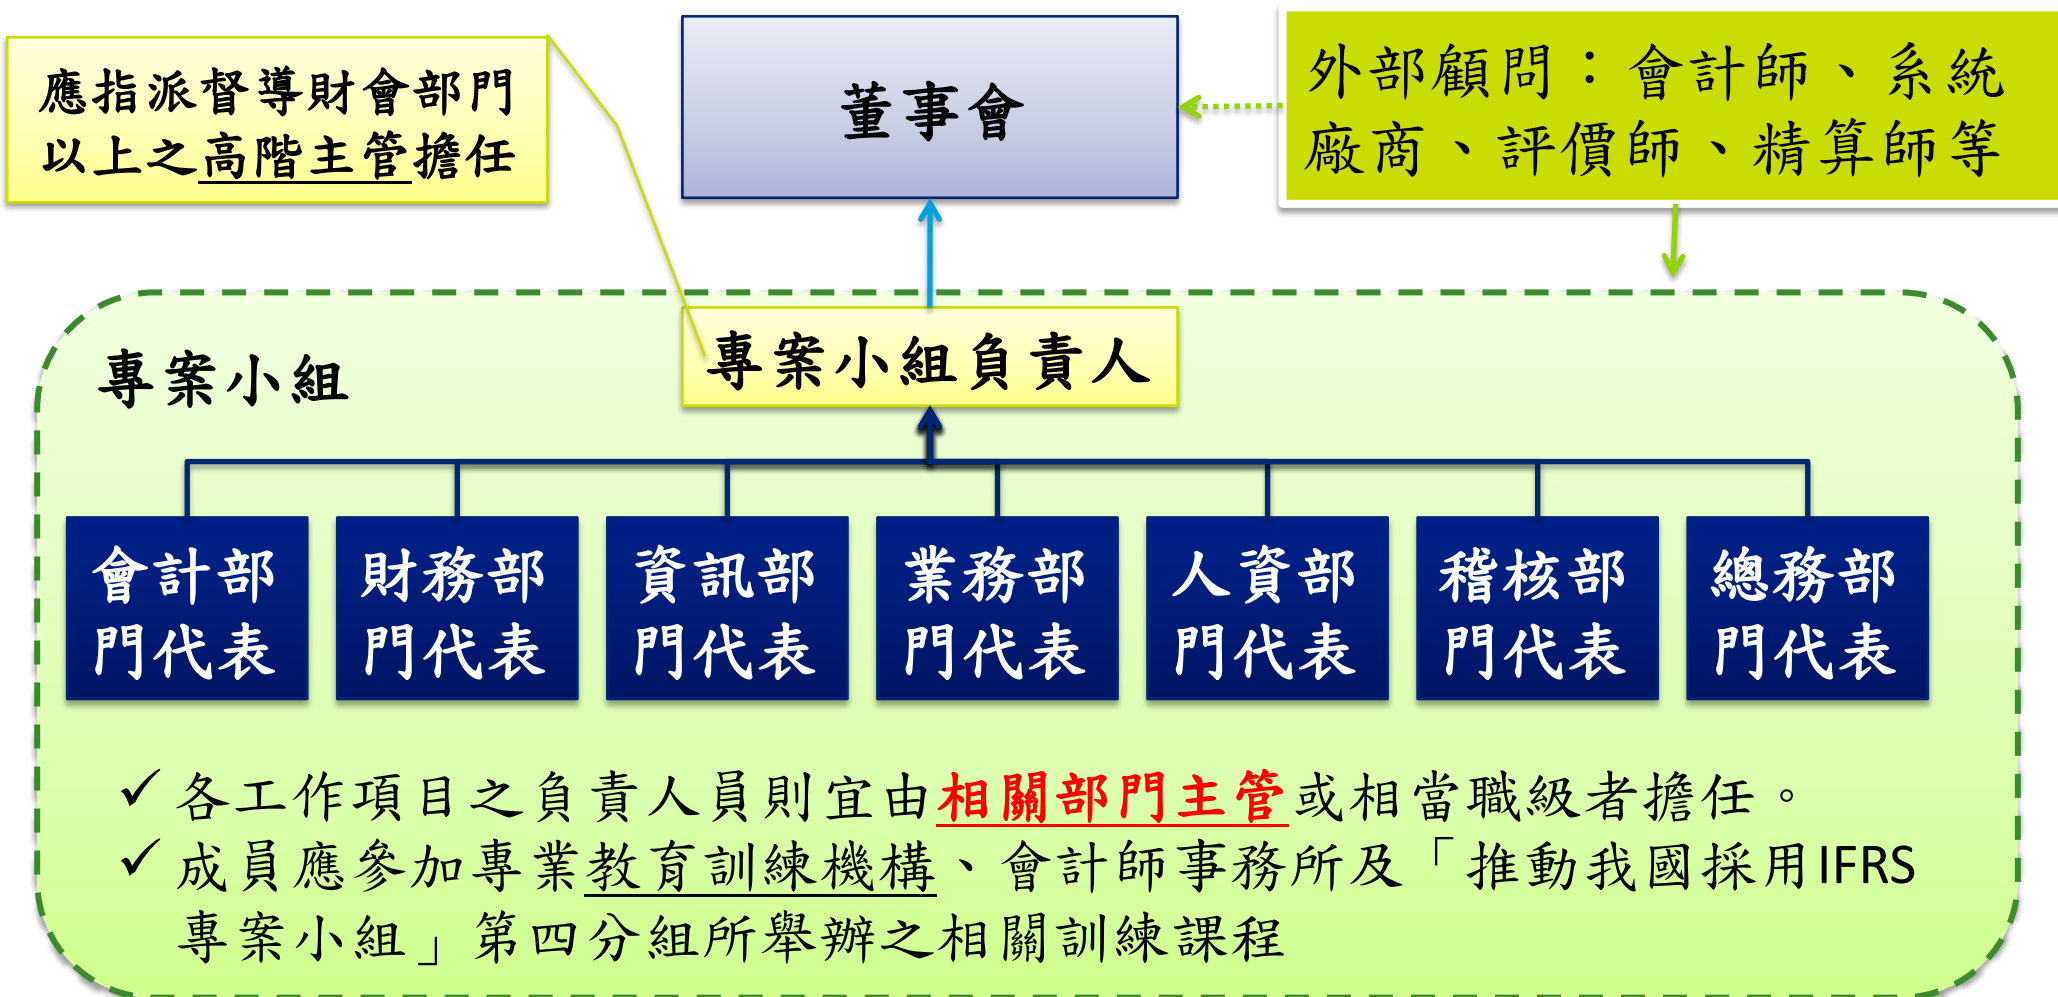 應指派督導財會部門
以上之高階主管擔任
董事會
外部顧問：會計師、系統
廠商、評價師、精算師等
專案小組
專案小組負責人
會計部
門代表
財務部
門代表
資訊部
門代表
業務部
門代表
人資部
門代表
稽核部
門代表
總務部
門代表
✓ 各工作項目之負責人員則宜由相關部門主管或相當職級者擔任。
✓ 成員應參加專業教育訓練機構、會計師事務所及「推動我國採用IFRS
專案小組」第四分組所舉辦之相關訓練課程